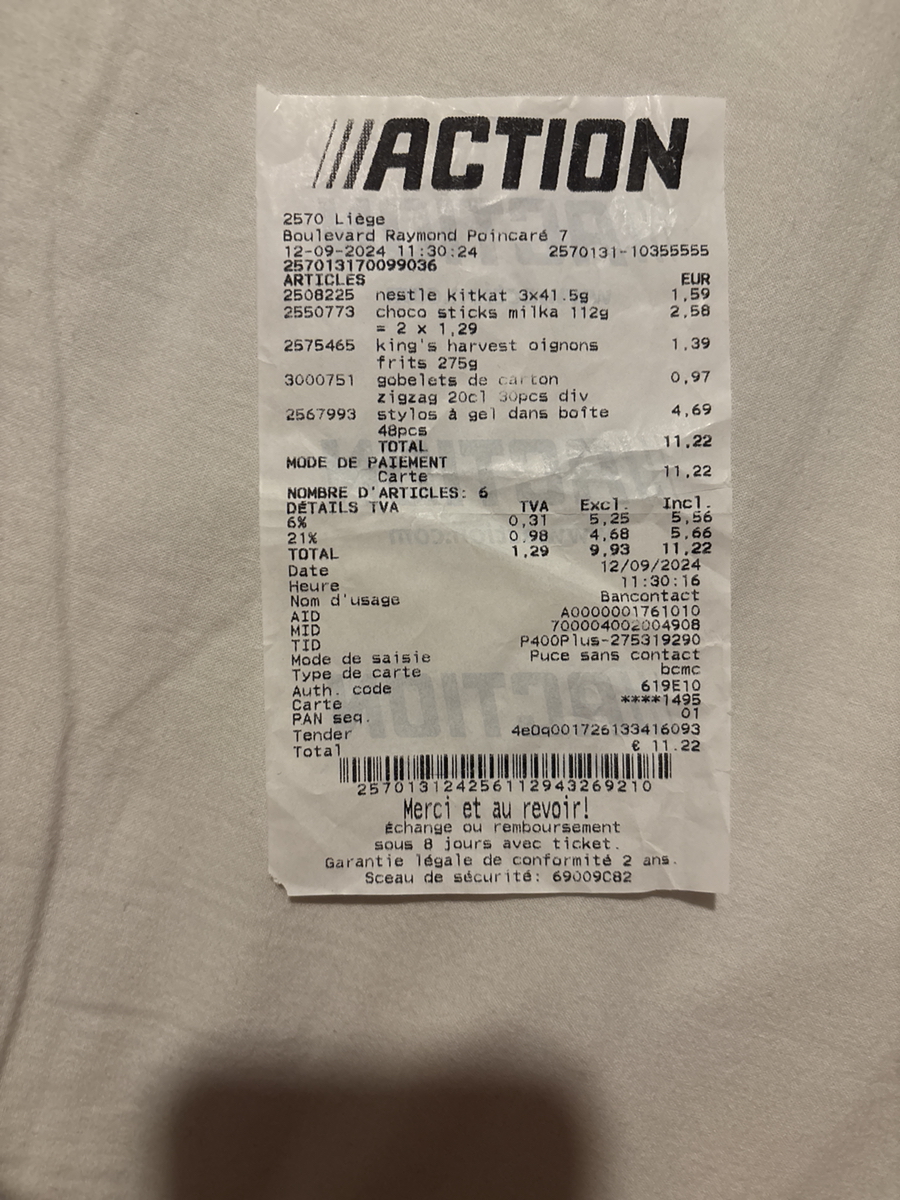 ACTION
2570 Liège
Boulevard Raymond Poincaré 7
12-09-2024 11:30:24 2570131-10355555
257013170099036
ARTICLES EUR
2508225 nestle kitkat 3x41.5g 1,59
2550773 choco sticks milka 112g 2,58
= 2 x 1,29
2575465 king's harvest oignons 1,39
frits 275g
3000751 gobelets de carton 0,97
zigzag 20cl 30pcs div
2567993 stylos à gel dans boîte 4,69
48pcs
TOTAL 11,22
MODE DE PAIEMENT
Carte 11,22
NOMBRE D'ARTICLES: 6
DÉTAILS TVA TVA Excl. Incl.
6% 0,31 5,25 5,56
21% 0,98 4,68 5,66
TOTAL 1,29 9,93 11,22
Date 12/09/2024
Heure 11:30:16
Nom d'usage Bancontact
AID A0000001761010
MID 700004002004908
TID P400Plus-275319290
Mode de saisie Puce sans contact
Type de carte bcmc
Auth. code 619E10
Carte ****1495
PAN seq. 01
Tender 4e0q001726133416093
Total € 11.22
257013124256112943269210
Merci et au revoir!
Échange ou remboursement
sous 8 jours avec ticket.
Garantie légale de conformité 2 ans.
Sceau de sécurité: 69009C82